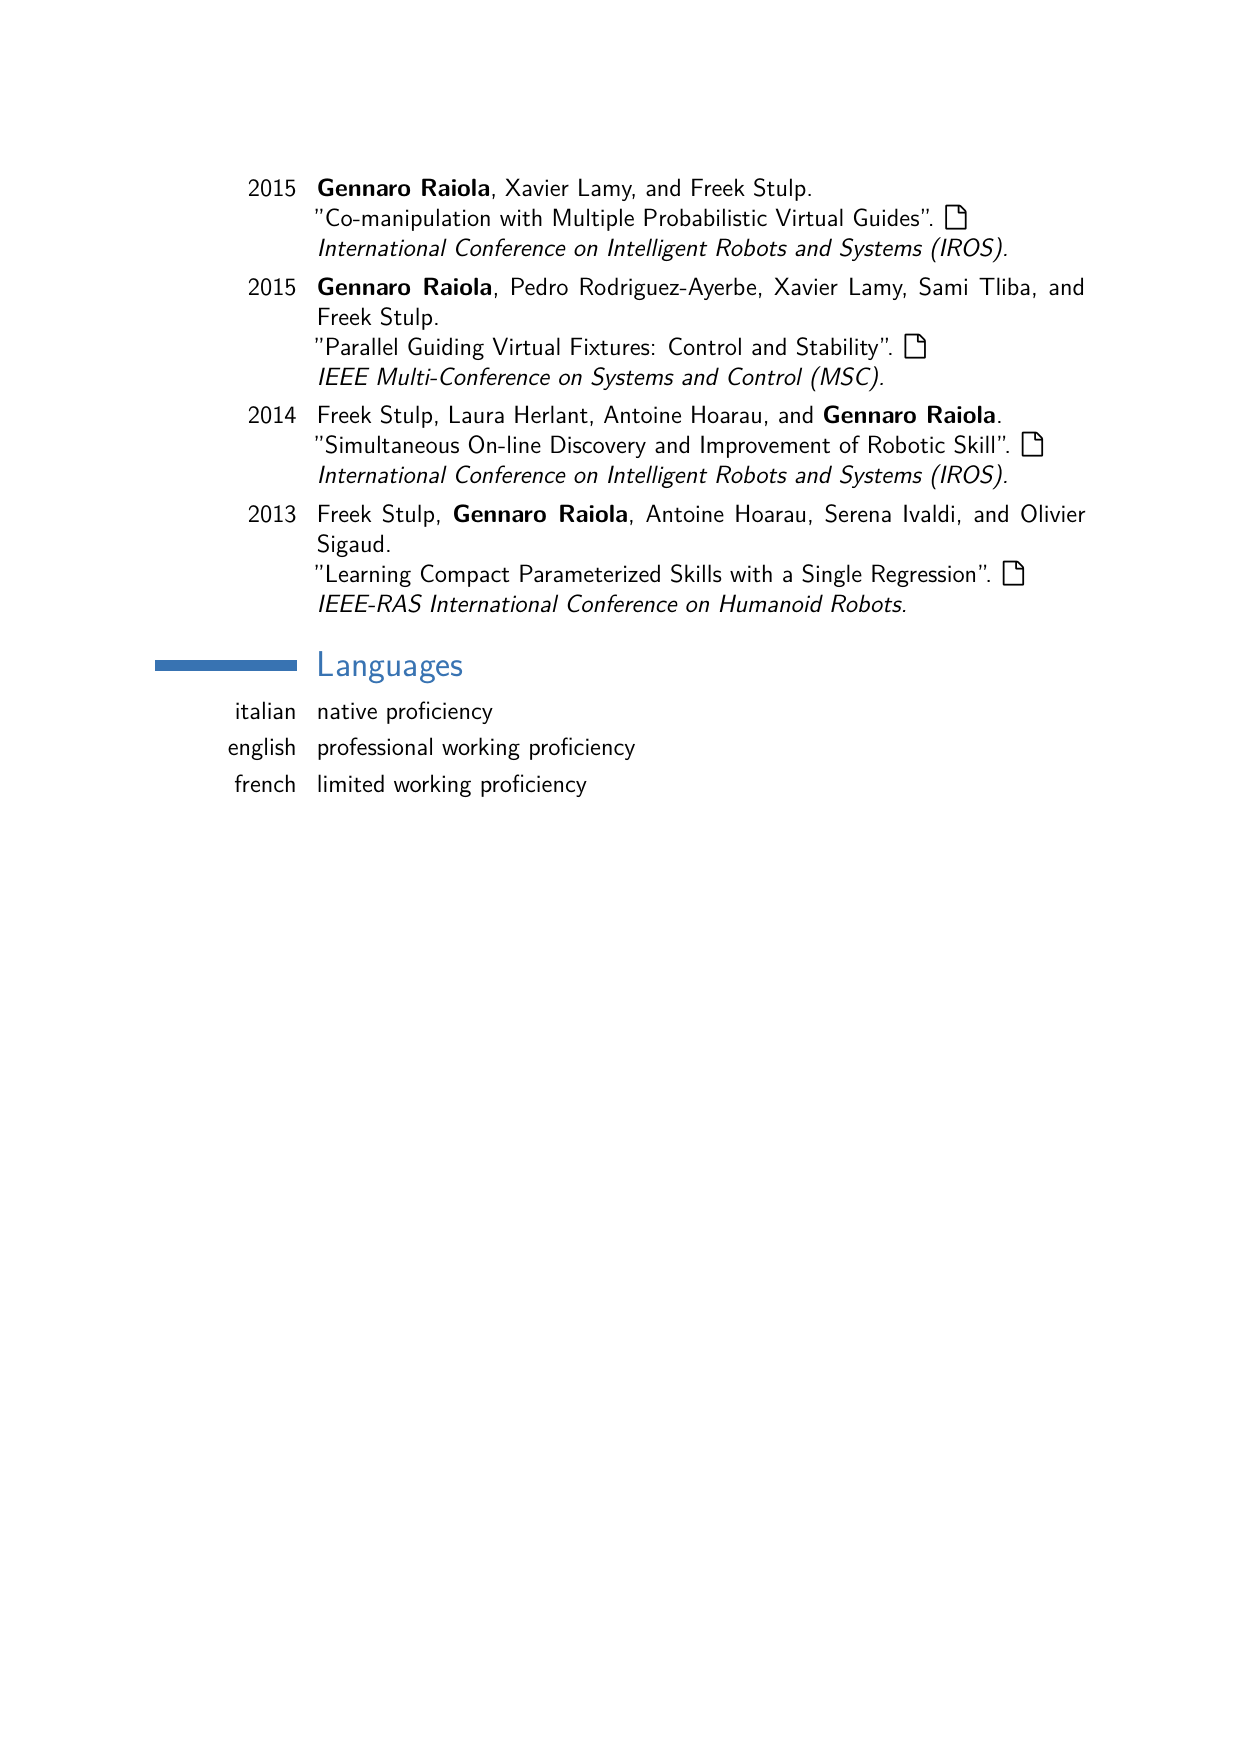 2015 Gennaro Raiola, Xavier Lamy, and Freek Stulp.
”Co-manipulation with Multiple Probabilistic Virtual Guides”.
International Conference on Intelligent Robots and Systems (IROS).
2015 Gennaro Raiola, Pedro Rodriguez-Ayerbe, Xavier Lamy, Sami Tliba, and
Freek Stulp.
”Parallel Guiding Virtual Fixtures: Control and Stability”.
IEEE Multi-Conference on Systems and Control (MSC).
2014 Freek Stulp, Laura Herlant, Antoine Hoarau, and Gennaro Raiola.
”Simultaneous On-line Discovery and Improvement of Robotic Skill”.
International Conference on Intelligent Robots and Systems (IROS).
2013 Freek Stulp, Gennaro Raiola, Antoine Hoarau, Serena Ivaldi, and Olivier
Sigaud.
”Learning Compact Parameterized Skills with a Single Regression”.
IEEE-RAS International Conference on Humanoid Robots.
Languages
italian native proficiency
english professional working proficiency
french limited working proficiency